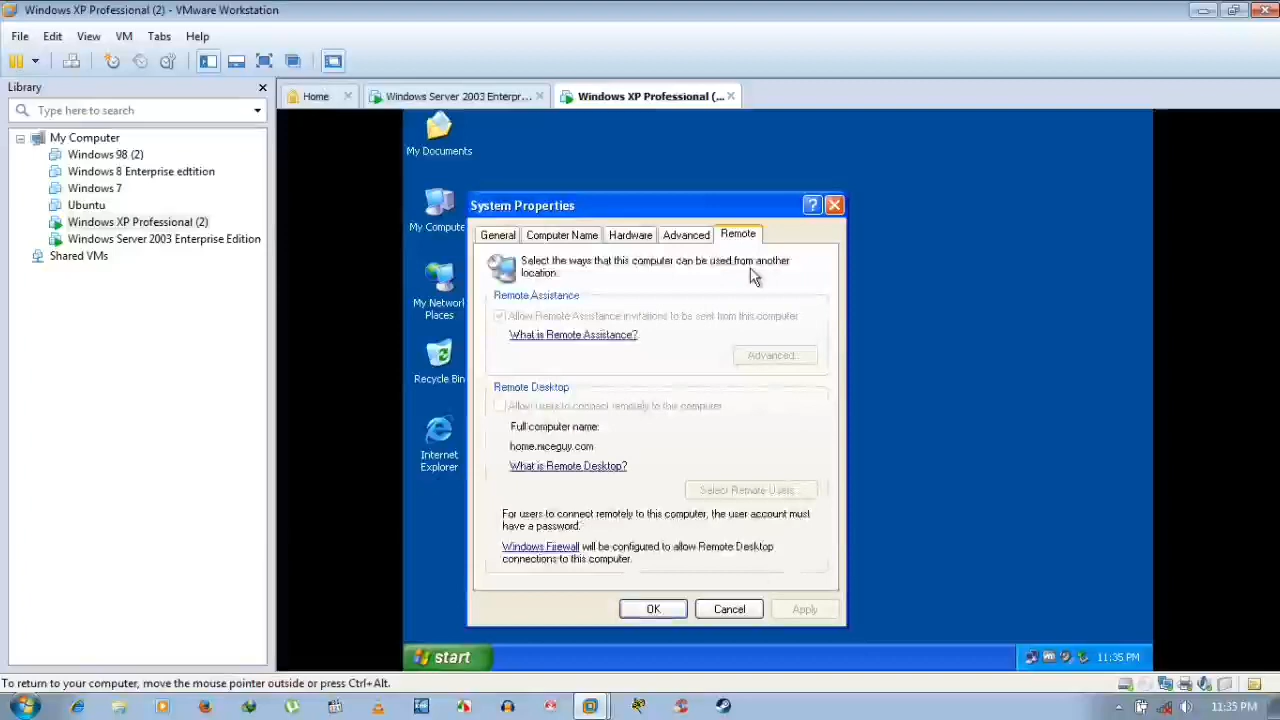 Windows XP Professional (2) - VMware Workstation
File Edit View VM Tabs Help
Library
Type here to search
My Computer
Windows 98 (2)
Windows 8 Enterprise edtition
Windows 7
Ubuntu
Windows XP Professional (2)
Windows Server 2003 Enterprise Edition
Shared VMs
Home
Windows Server 2003 Enterpr...
Windows XP Professional (...
My Documents
My Compute
My Network
Places
Recycle Bin
Internet
Explorer
System Properties
General Computer Name Hardware Advanced Remote
Select the ways that this computer can be used from another
location.
Remote Assistance
Allow Remote Assistance invitations to be sent from this computer
What is Remote Assistance?
Advanced...
Remote Desktop
Allow users to connect remotely to this computer
Full computer name:
home.niceguy.com
What is Remote Desktop?
Select Remote Users...
For users to connect remotely to this computer, the user account must
have a password.
Windows Firewall will be configured to allow Remote Desktop
connections to this computer.
OK Cancel Apply
start
11:35 PM
To return to your computer, move the mouse pointer outside or press Ctrl+Alt.
11:35 PM